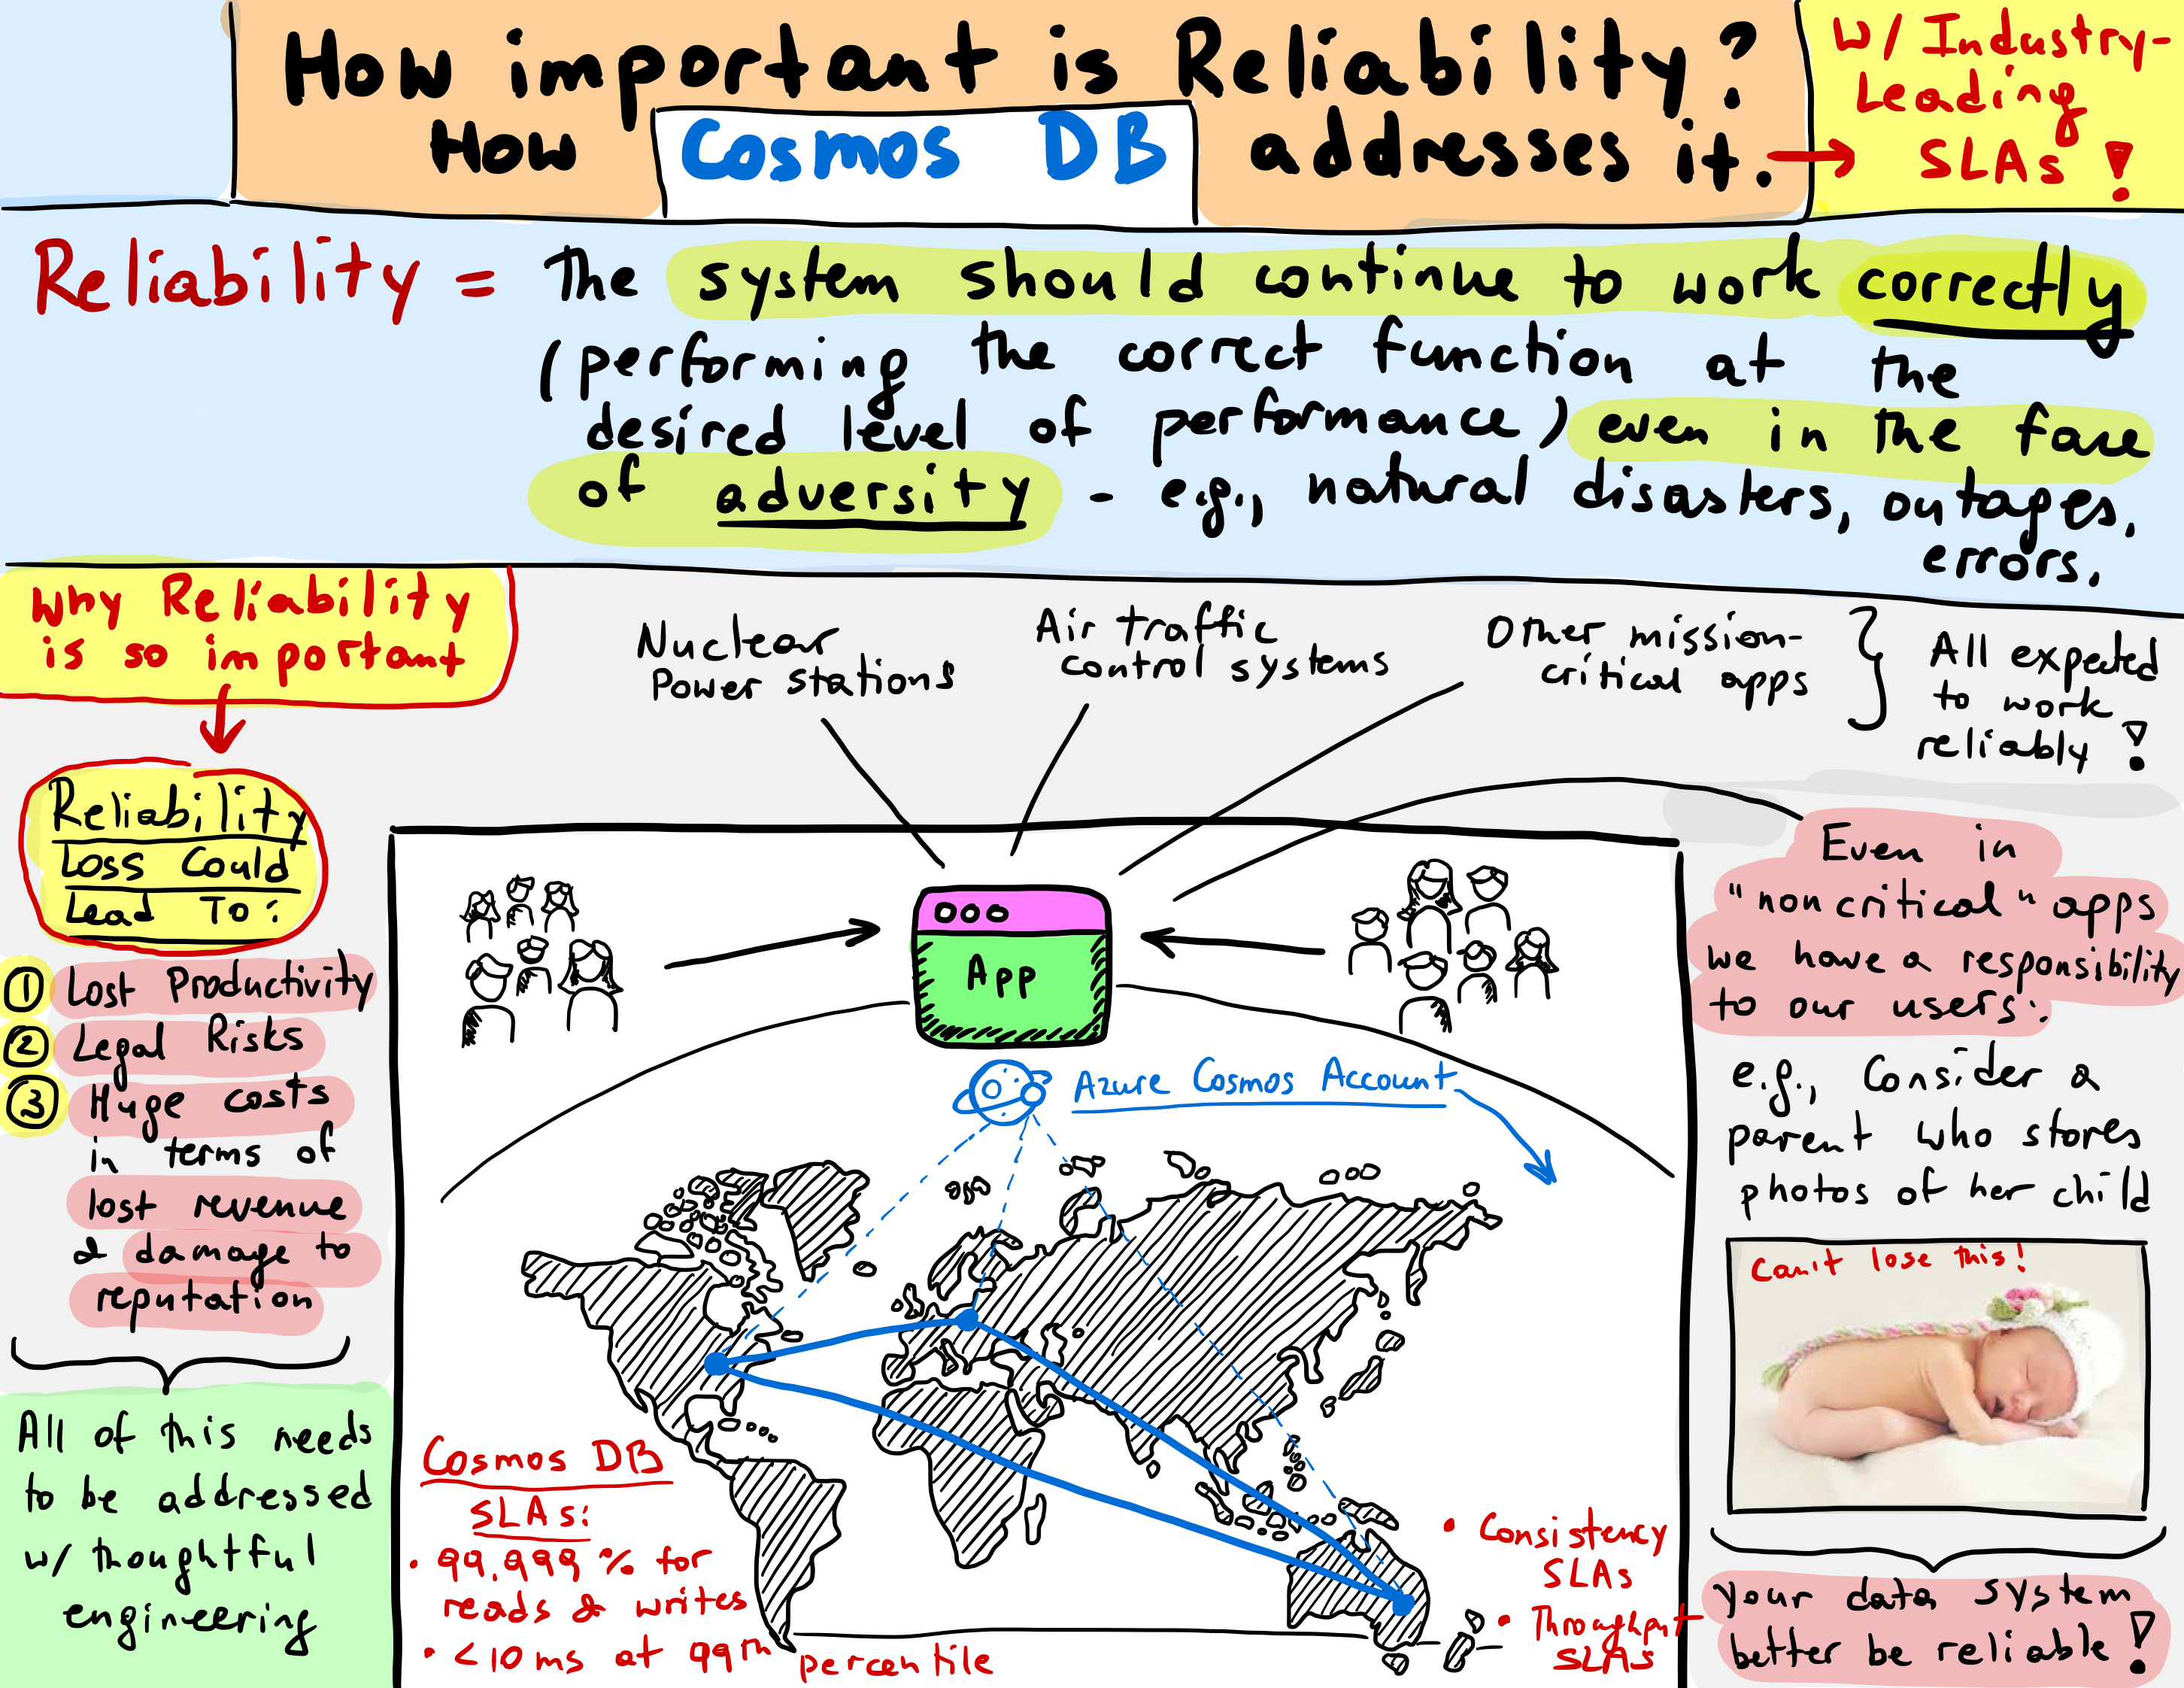 How important is Reliability?
How Cosmos DB addresses it. →
W/ Industry-
Leading
SLAs!
Reliability = The system should continue to work correctly
(performing the correct function at the
desired level of performance) even in the face
of adversity - e.g., natural disasters, outages,
errors.
Why Reliability
is so important
Nuclear
Power stations
Air traffic
control systems
Other mission-
critical apps
All expected
to work
reliably!
Reliability
Loss Could
Lead To:
① Lost Productivity
② Legal Risks
③ Huge costs
in terms of
lost revenue
& damage to
reputation
All of this needs
to be addressed
w/ thoughtful
engineering
App
Azure Cosmos Account
Cosmos DB
SLAs:
• 99.999% for
reads & writes
• <10ms at 99th percentile
• Consistency
SLAs
• Throughput
SLAs
Even in
"noncritical" apps
we have a responsibility
to our users:
e.g., Consider a
parent who stores
photos of her child
Can't lose this!
your data system
better be reliable!